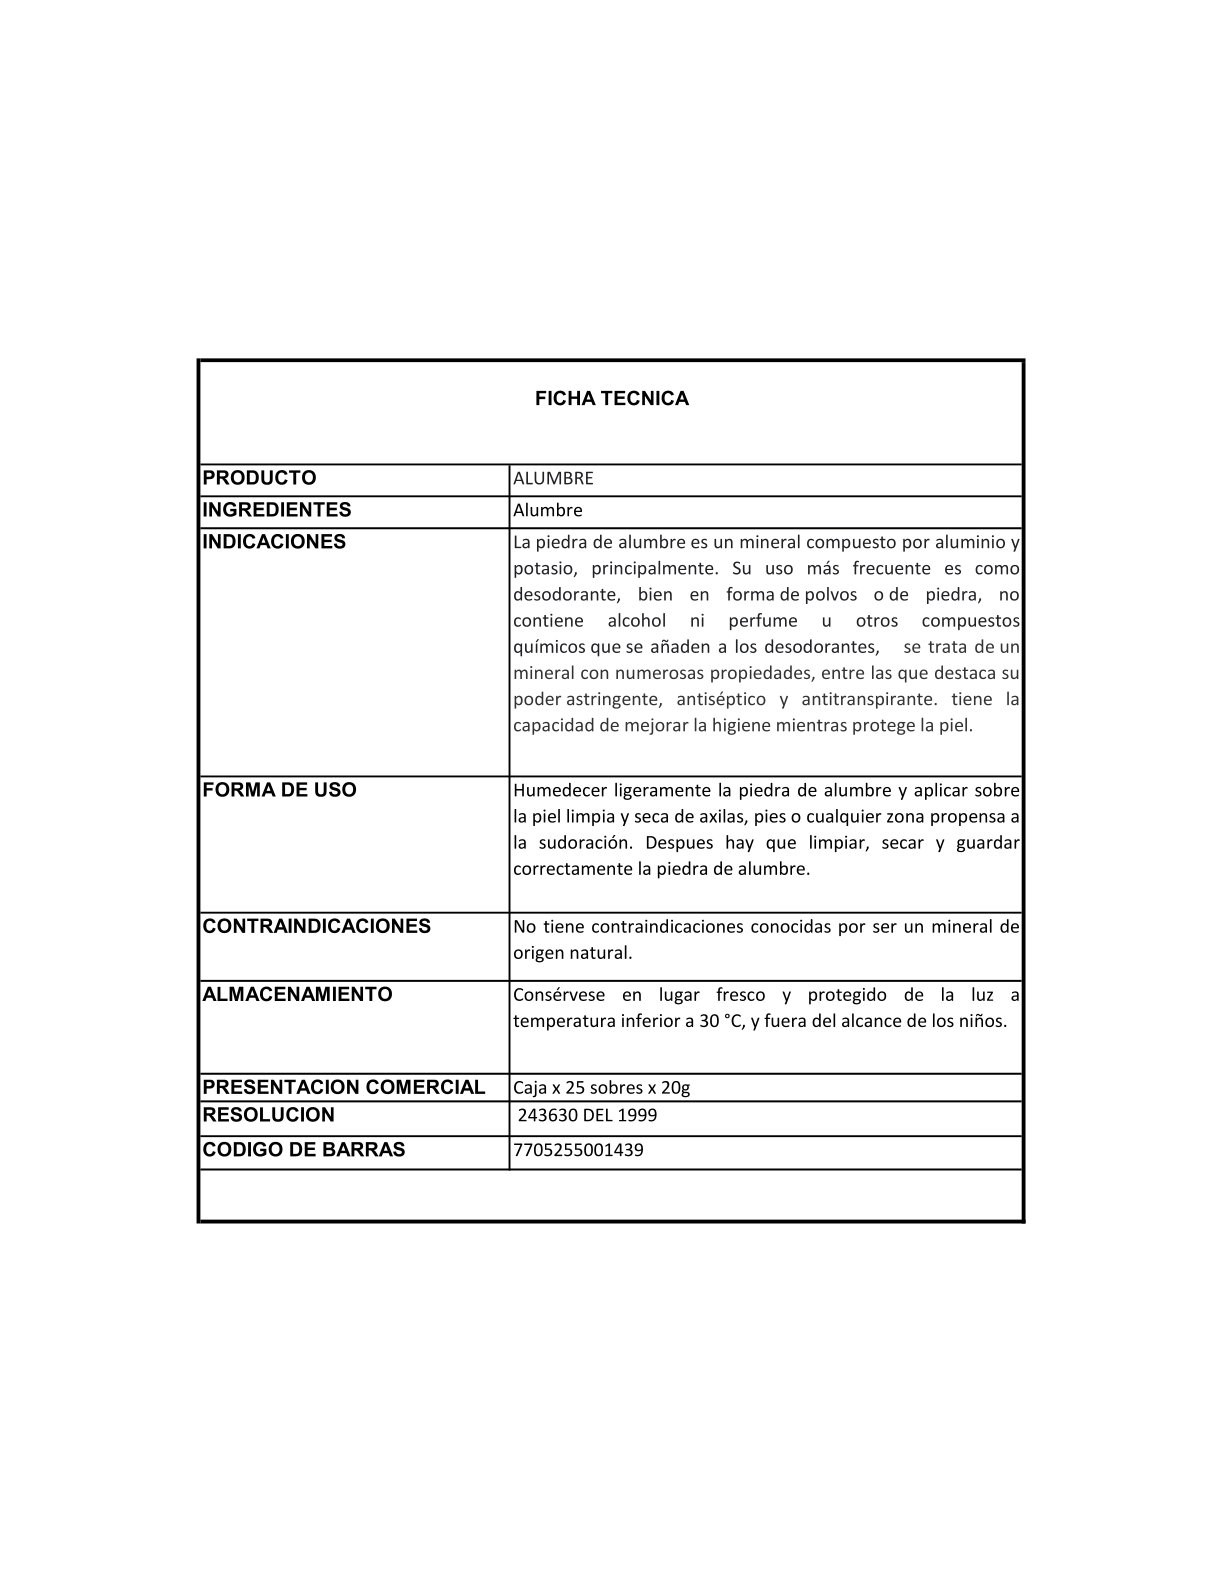 FICHA TECNICA
PRODUCTO ALUMBRE
INGREDIENTES Alumbre
INDICACIONES La piedra de alumbre es un mineral compuesto por aluminio y
potasio, principalmente. Su uso más frecuente es como
desodorante, bien en forma de polvos o de piedra, no
contiene alcohol ni perfume u otros compuestos
químicos que se añaden a los desodorantes, se trata de un
mineral con numerosas propiedades, entre las que destaca su
poder astringente, antiséptico y antitranspirante. tiene la
capacidad de mejorar la higiene mientras protege la piel.
FORMA DE USO Humedecer ligeramente la piedra de alumbre y aplicar sobre
la piel limpia y seca de axilas, pies o cualquier zona propensa a
la sudoración. Despues hay que limpiar, secar y guardar
correctamente la piedra de alumbre.
CONTRAINDICACIONES No tiene contraindicaciones conocidas por ser un mineral de
origen natural.
ALMACENAMIENTO Consérvese en lugar fresco y protegido de la luz a
temperatura inferior a 30 °C, y fuera del alcance de los niños.
PRESENTACION COMERCIAL Caja x 25 sobres x 20g
RESOLUCION 243630 DEL 1999
CODIGO DE BARRAS 7705255001439